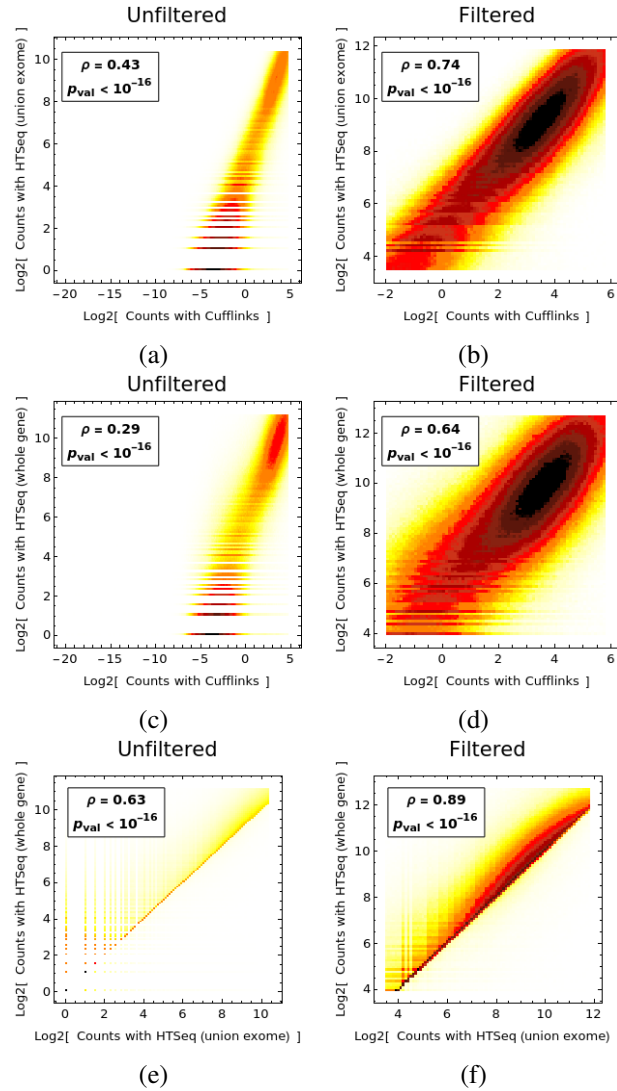 Unfiltered
Log2[ Counts with HTSeq (union exome) ]
10
8
6
4
2
0
ρ = 0.43
p_val < 10^−16
−20
−15
−10
−5
0
5
Log2[ Counts with Cufflinks ]
(a)
Filtered
Log2[ Counts with HTSeq (union exome) ]
12
10
8
6
4
ρ = 0.74
p_val < 10^−16
−2
0
2
4
6
Log2[ Counts with Cufflinks ]
(b)
Unfiltered
Log2[ Counts with HTSeq (whole gene) ]
10
8
6
4
2
0
ρ = 0.29
p_val < 10^−16
−20
−15
−10
−5
0
5
Log2[ Counts with Cufflinks ]
(c)
Filtered
Log2[ Counts with HTSeq (whole gene) ]
12
10
8
6
4
ρ = 0.64
p_val < 10^−16
−2
0
2
4
6
Log2[ Counts with Cufflinks ]
(d)
Unfiltered
Log2[ Counts with HTSeq (whole gene) ]
10
8
6
4
2
0
ρ = 0.63
p_val < 10^−16
0
2
4
6
8
10
Log2[ Counts with HTSeq (union exome) ]
(e)
Filtered
Log2[ Counts with HTSeq (whole gene) ]
12
10
8
6
4
ρ = 0.89
p_val < 10^−16
4
6
8
10
12
Log2[ Counts with HTSeq (union exome)
(f)